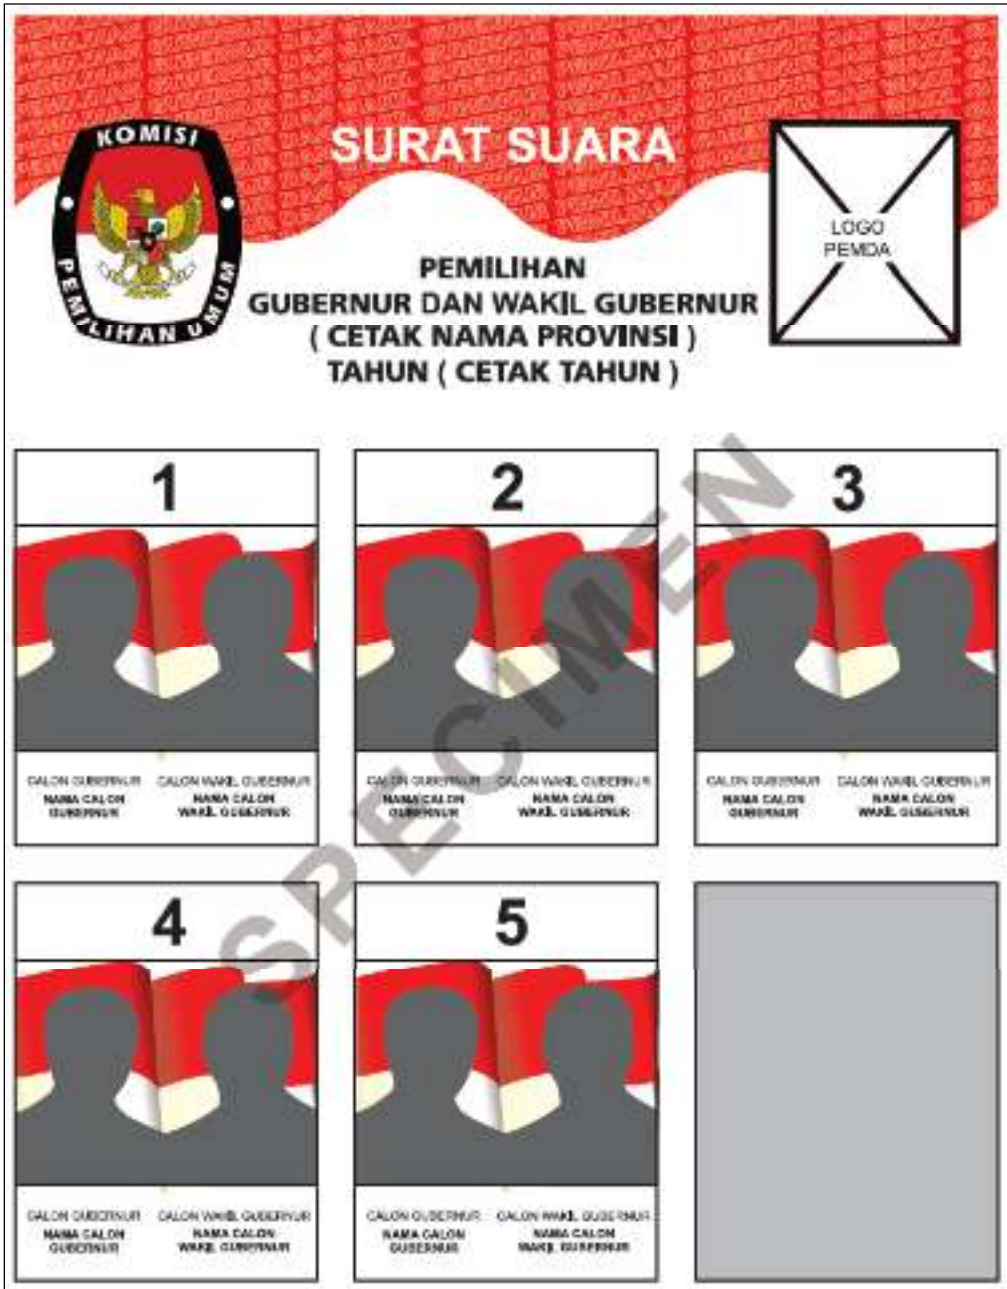 KOMISI
PEMILIHAN UMUM
SURAT SUARA
LOGO
PEMDA
PEMILIHAN
GUBERNUR DAN WAKIL GUBERNUR
( CETAK NAMA PROVINSI )
TAHUN ( CETAK TAHUN )
SPECIMEN
1
CALON GUBERNUR
NAMA CALON
GUBERNUR
CALON WAKIL GUBERNUR
NAMA CALON
WAKIL GUBERNUR
2
CALON GUBERNUR
NAMA CALON
GUBERNUR
CALON WAKIL GUBERNUR
NAMA CALON
WAKIL GUBERNUR
3
CALON GUBERNUR
NAMA CALON
GUBERNUR
CALON WAKIL GUBERNUR
NAMA CALON
WAKIL GUBERNUR
4
CALON GUBERNUR
NAMA CALON
GUBERNUR
CALON WAKIL GUBERNUR
NAMA CALON
WAKIL GUBERNUR
5
CALON GUBERNUR
NAMA CALON
GUBERNUR
CALON WAKIL GUBERNUR
NAMA CALON
WAKIL GUBERNUR